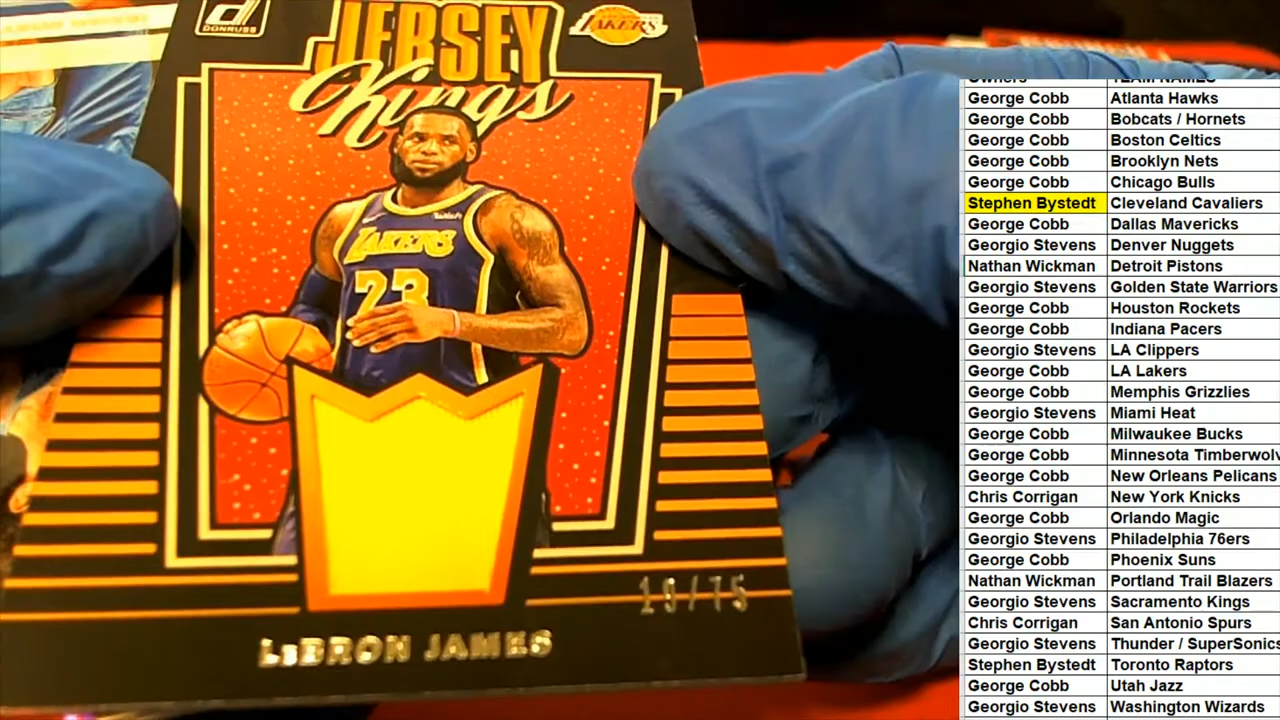 DONRUSS
JERSEY
Kings
LAKERS
LAKERS
23
19/75
LeBRON JAMES
Owners TEAM NAMES
George Cobb Atlanta Hawks
George Cobb Bobcats / Hornets
George Cobb Boston Celtics
George Cobb Brooklyn Nets
George Cobb Chicago Bulls
Stephen Bystedt Cleveland Cavaliers
George Cobb Dallas Mavericks
Georgio Stevens Denver Nuggets
Nathan Wickman Detroit Pistons
Georgio Stevens Golden State Warriors
George Cobb Houston Rockets
George Cobb Indiana Pacers
Georgio Stevens LA Clippers
George Cobb LA Lakers
George Cobb Memphis Grizzlies
Georgio Stevens Miami Heat
George Cobb Milwaukee Bucks
George Cobb Minnesota Timberwolv
George Cobb New Orleans Pelicans
Chris Corrigan New York Knicks
George Cobb Orlando Magic
Georgio Stevens Philadelphia 76ers
George Cobb Phoenix Suns
Nathan Wickman Portland Trail Blazers
Georgio Stevens Sacramento Kings
Chris Corrigan San Antonio Spurs
Georgio Stevens Thunder / SuperSonics
Stephen Bystedt Toronto Raptors
George Cobb Utah Jazz
Georgio Stevens Washington Wizards